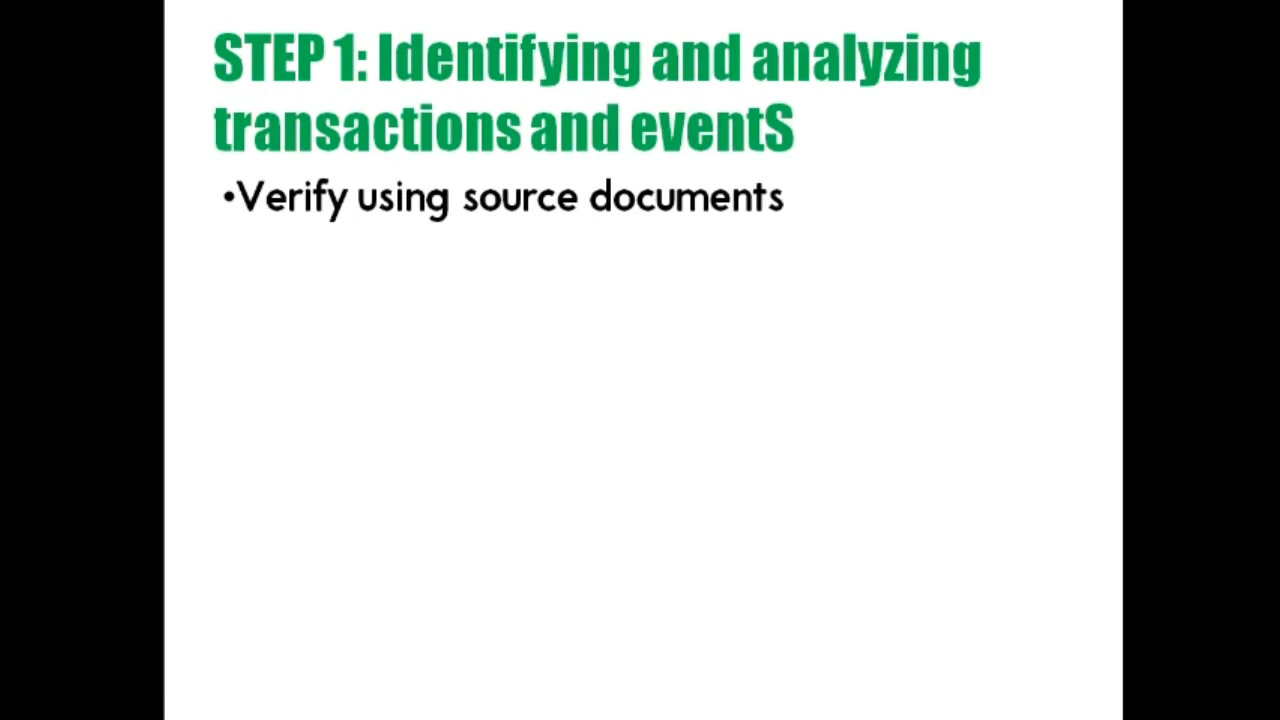 STEP 1: Identifying and analyzing
transactions and eventS
•Verify using source documents